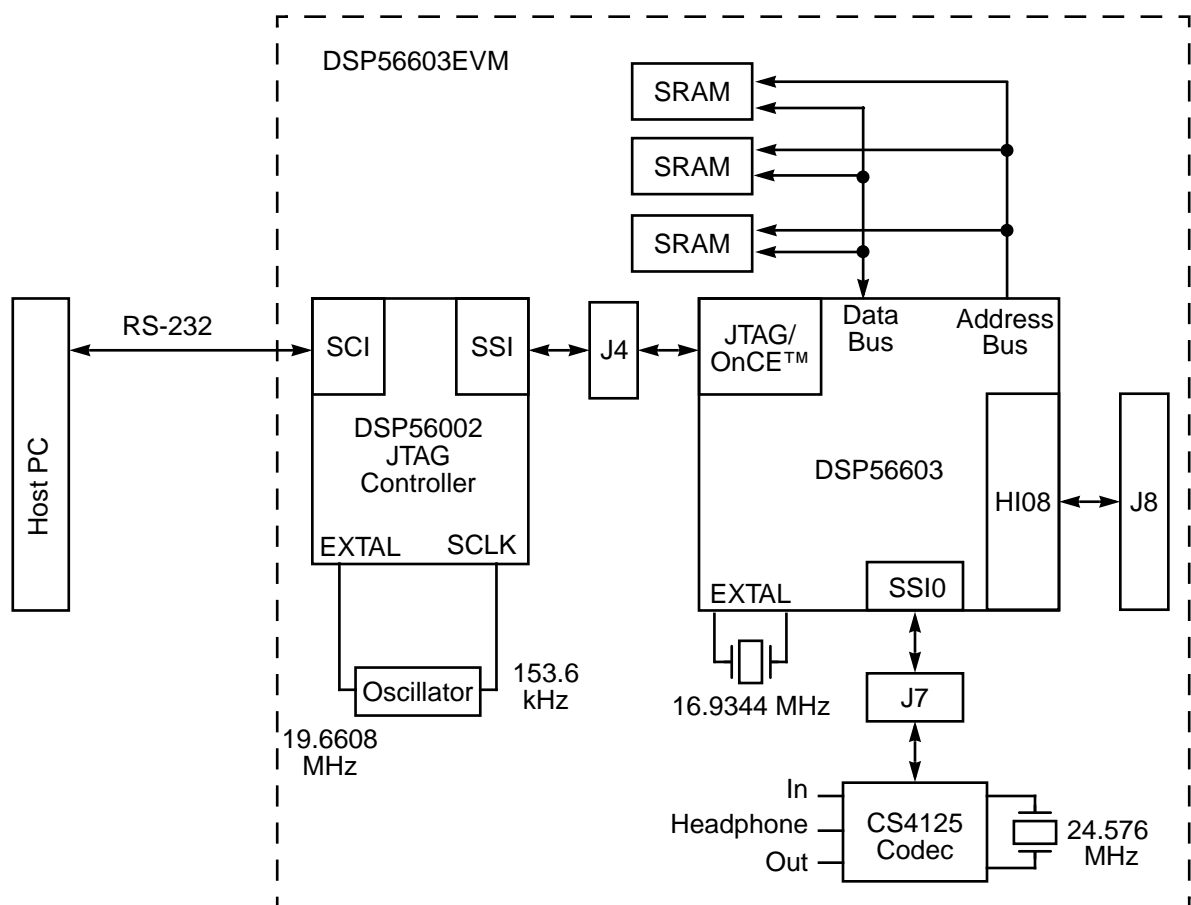 DSP56603EVM
SRAM
SRAM
SRAM
Host PC
RS-232
SCI
SSI
J4
JTAG/
OnCE™
Data
Bus
Address
Bus
DSP56002
JTAG
Controller
EXTAL
SCLK
DSP56603
HI08
J8
EXTAL
SSI0
Oscillator
153.6
kHz
19.6608
MHz
16.9344 MHz
J7
In
Headphone
Out
CS4125
Codec
24.576
MHz